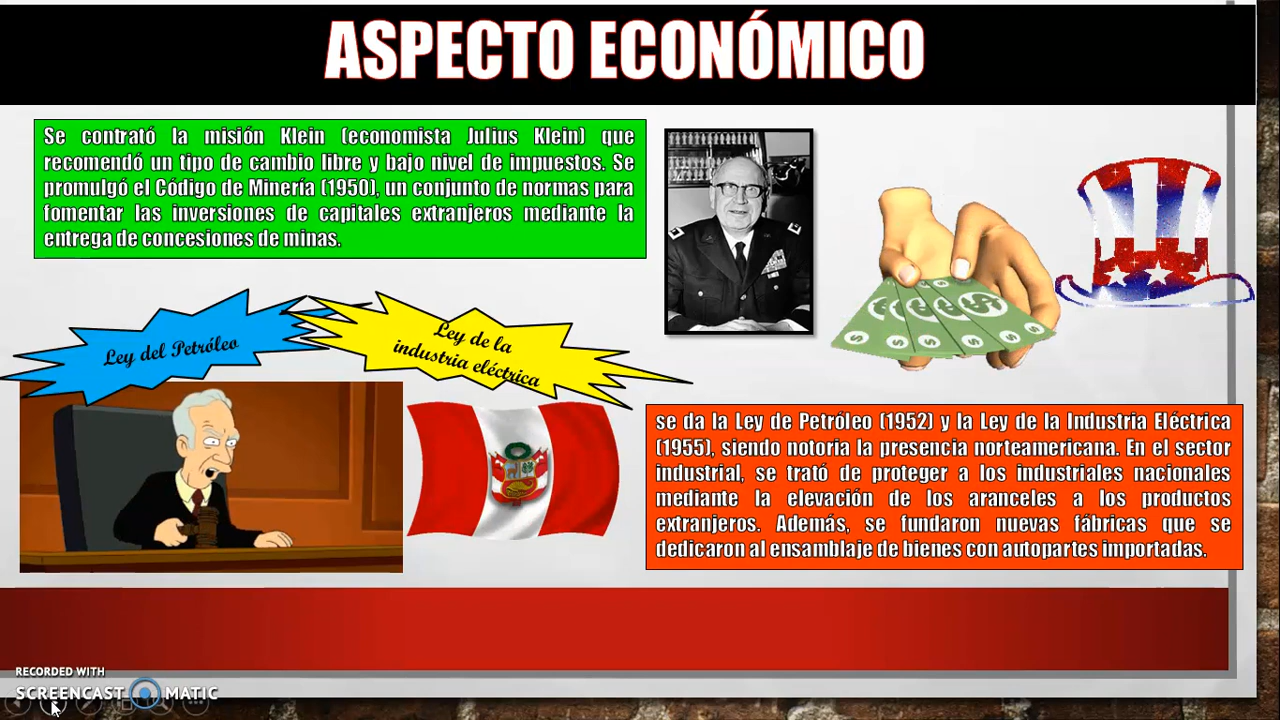 ASPECTO ECONÓMICO
Se contrató la misión Klein (economista Julius Klein) que
recomendó un tipo de cambio libre y bajo nivel de impuestos. Se
promulgó el Código de Minería (1950), un conjunto de normas para
fomentar las inversiones de capitales extranjeros mediante la
entrega de concesiones de minas.
Ley del Petróleo
Ley de la
industria eléctrica
se da la Ley de Petróleo (1952) y la Ley de la Industria Eléctrica
(1955), siendo notoria la presencia norteamericana. En el sector
industrial, se trató de proteger a los industriales nacionales
mediante la elevación de los aranceles a los productos
extranjeros. Además, se fundaron nuevas fábricas que se
dedicaron al ensamblaje de bienes con autopartes importadas.
RECORDED WITH
SCREENCAST MATIC